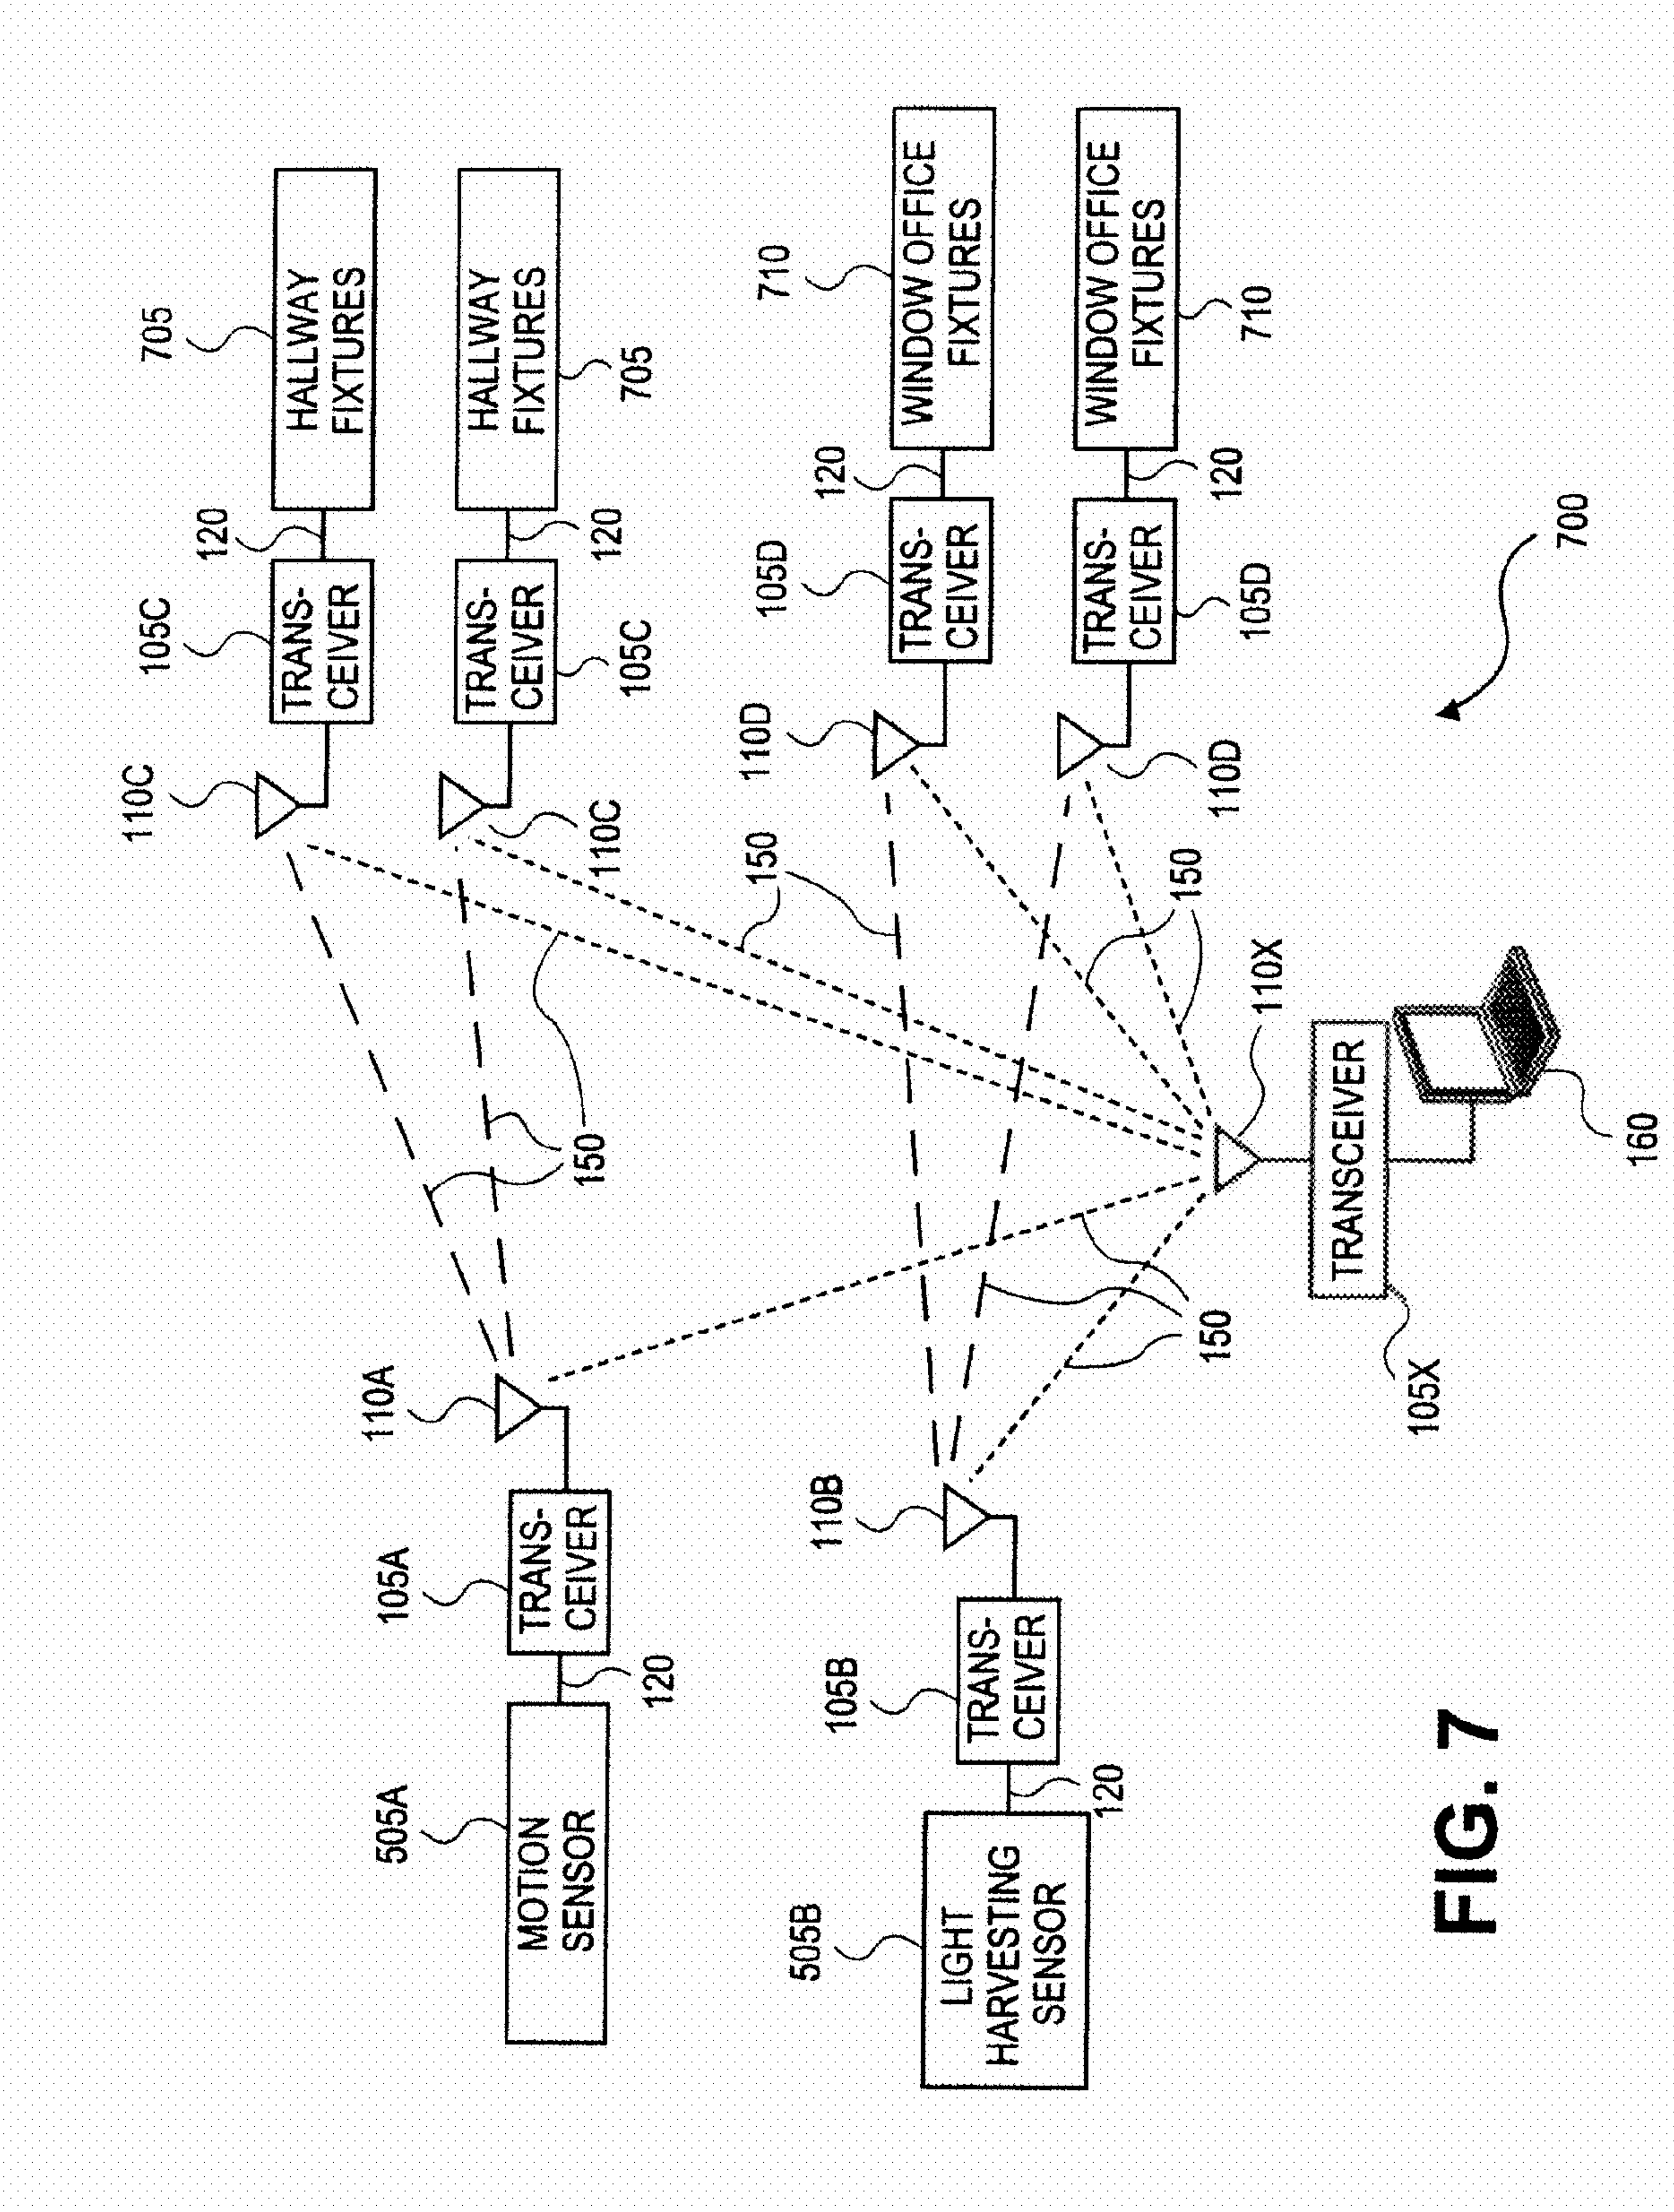 705
HALLWAY
FIXTURES
120
105C
TRANS-
CEIVER
110C
HALLWAY
FIXTURES
705
120
TRANS-
CEIVER
105C
110C
150
150
110A
105A
TRANS-
CEIVER
120
505A
MOTION
SENSOR
710
WINDOW OFFICE
FIXTURES
120
105D
TRANS-
CEIVER
110D
WINDOW OFFICE
FIXTURES
710
120
TRANS-
CEIVER
105D
110D
150
150
110B
105B
TRANS-
CEIVER
120
505B
LIGHT
HARVESTING
SENSOR
110X
TRANSCEIVER
105X
160
700
FIG. 7